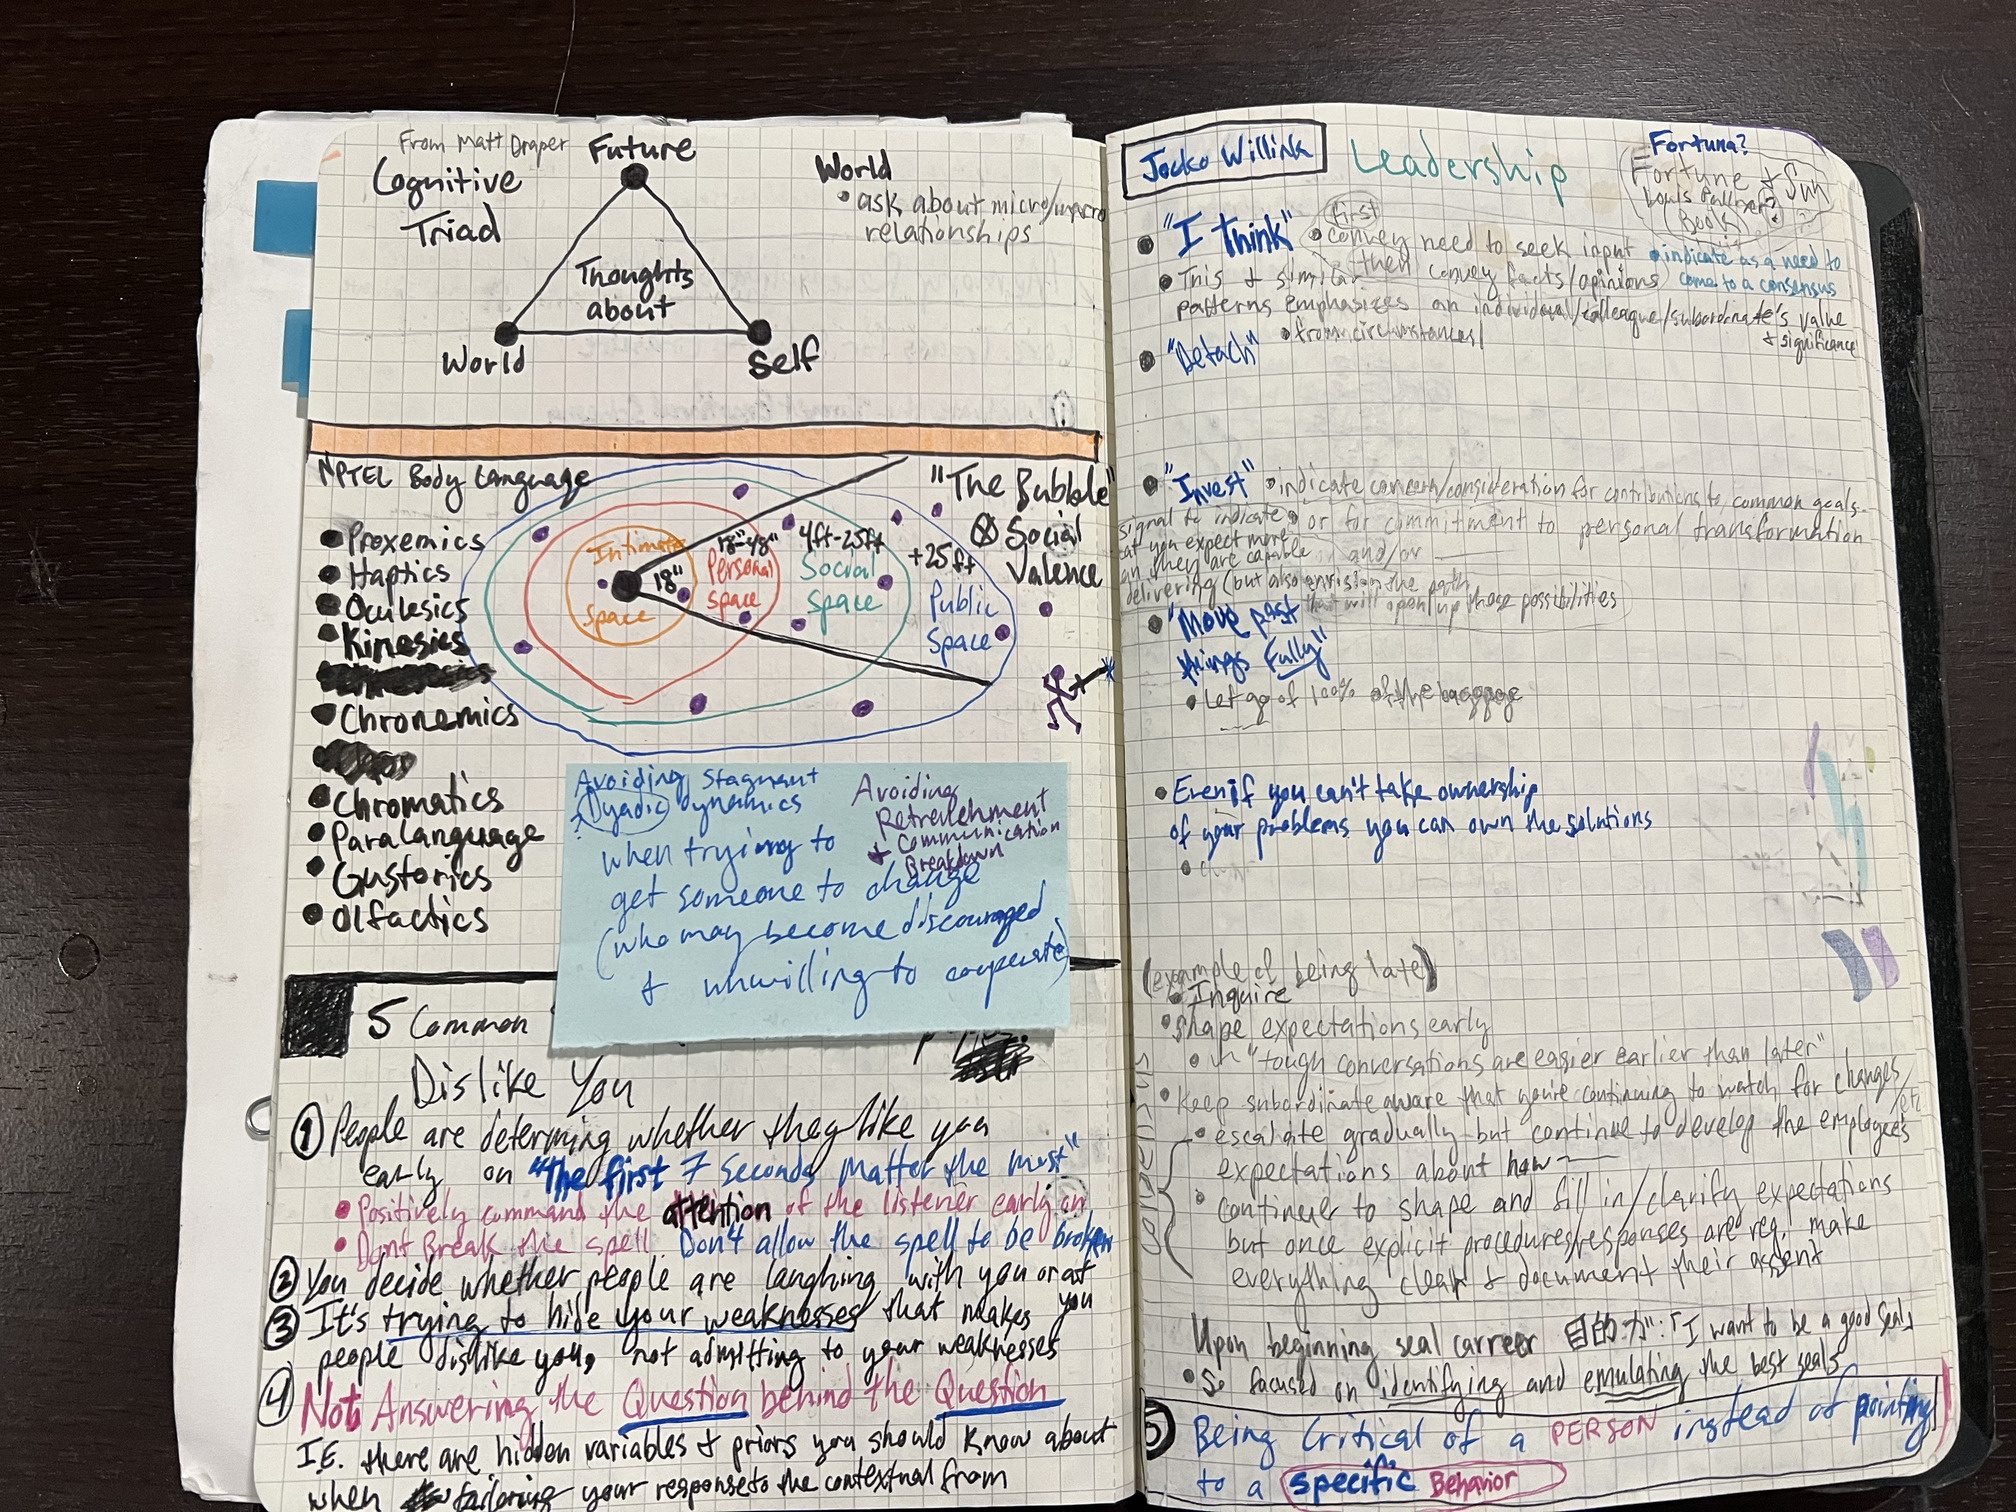 From Matt Draper
Cognitive
Triad
Future
Thoughts
about
World
Self
World
• ask about micro/macro
relationships
NPTEL Body Language
• Proxemics
• Haptics
• Oculesics
• Kinesics
• Chronemics
• Chromatics
• Paralanguage
• Gustorics
• Olfactics
Intimate
space
18"
18"-48"
Personal
space
4ft-25ft
Social
space
+25ft
Public
space
"The Bubble"
Social
Valence
Avoiding Stagnant
Dyadic dynamics
when trying to
get someone to change
(who may become discouraged
& unwilling to cooperate)
Avoiding
Retrenchment
& Communication
Breakdown
5 Common
Dislike You
① People are determing whether they like you
early on "the first 7 seconds matter the most"
• Positively command the attention of the listener early on
• Dont Break the spell. Don't allow the spell to be broken
② You decide whether people are laughing with you or at
you
③ It's trying to hide your weaknesses that makes
people dislike you, not admitting to your weaknesses
④ Not Answering the Question behind the Question
I.E. there are hidden variables & priors you should know about
when tailoring your response to the contextual from
Jocko Willink
Leadership
Fortuna?
Fortune & Sun
Book
• "I think"
first
• convey need to seek input
then convey facts/opinions
• indicate as a need to
come to a consensus
• This & similar
patterns emphasizes an individual/colleague/subordinate's value
& significance
• "Detach"
• from circumstances/
• "Invest"
• indicate concern/consideration for contributions to common goals.
or for commitment to personal transformation
and/or
signal to indicate
you expect more
they are capable
delivering (but also envision the path
that will open up those possibilities
• "Move past
things Fully"
• Let go of 100% of the baggage
• Even if you can't take ownership
of your problems you can own the solutions
(example of being late)
• Inquire
• Shape expectations early
• "tough conversations are easier earlier than later"
• Keep subordinate aware that you're continuing to watch for changes/
etc
• escalate gradually but continue to develop the employees
expectations about how
• continue to shape and fill in/clarify expectations
but once explicit procedures/responses are req. make
everything clear & document their assent
Upon beginning seal carreer 目的力":「I want to be a good seal」
• So focused on identifying and emulating the best seals
⑤ Being Critical of a PERSON instead of pointing
to a specific Behavior